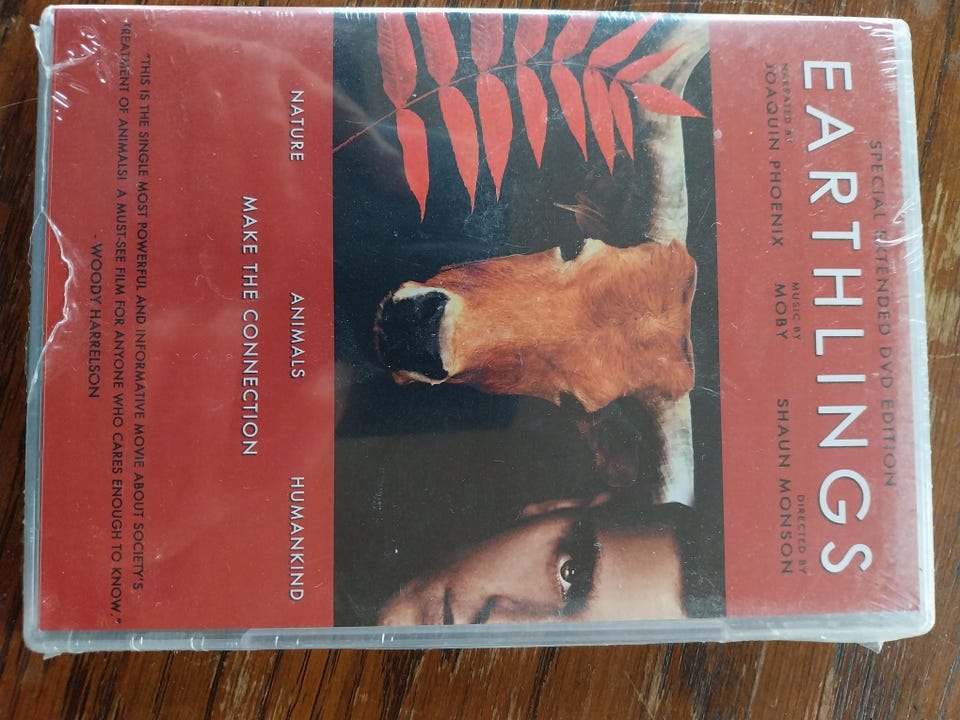 SPECIAL EXTENDED DVD EDITION
EARTHLINGS
NARRATED BY
JOAQUIN PHOENIX
MUSIC BY
MOBY
DIRECTED BY
SHAUN MONSON
NATURE ANIMALS HUMANKIND
MAKE THE CONNECTION
"THIS IS THE SINGLE MOST POWERFUL AND INFORMATIVE MOVIE ABOUT SOCIETY'S
TREATMENT OF ANIMALS! A MUST-SEE FILM FOR ANYONE WHO CARES ENOUGH TO KNOW."
- WOODY HARRELSON